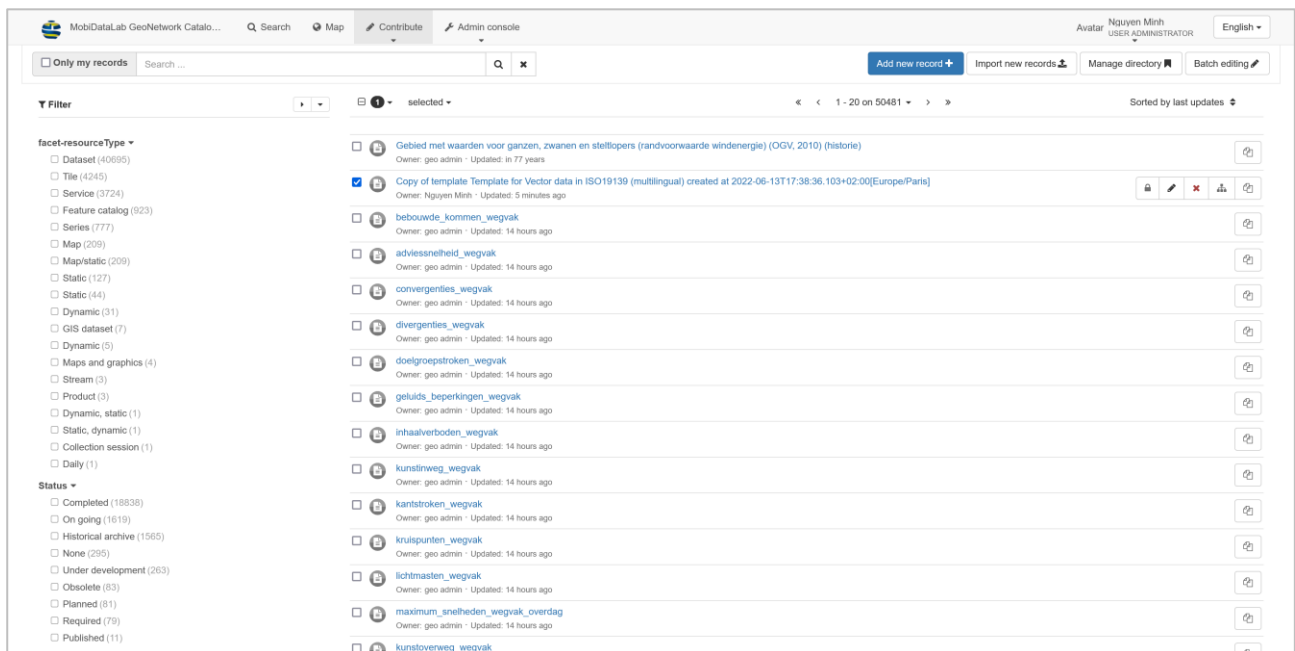 MobiDataLab GeoNetwork Catalo... Search Map Contribute Admin console Avatar Nguyen Minh USER ADMINISTRATOR English
Only my records Search ... Add new record Import new records Manage directory Batch editing
Filter 1 selected « ‹ 1 - 20 on 50481 › » Sorted by last updates
facet-resourceType
Dataset (40695)
Tile (4245)
Service (3724)
Feature catalog (923)
Series (777)
Map (209)
Map/static (209)
Static (127)
Static (44)
Dynamic (31)
GIS dataset (7)
Dynamic (5)
Maps and graphics (4)
Stream (3)
Product (3)
Dynamic, static (1)
Static, dynamic (1)
Collection session (1)
Daily (1)
Status
Completed (18838)
On going (1619)
Historical archive (1565)
None (295)
Under development (263)
Obsolete (83)
Planned (81)
Required (79)
Published (11)
Gebied met waarden voor ganzen, zwanen en steltlopers (randvoorwaarde windenergie) (OGV, 2010) (historie)
Owner: geo admin · Updated: in 77 years
Copy of template Template for Vector data in ISO19139 (multilingual) created at 2022-06-13T17:38:36.103+02:00[Europe/Paris]
Owner: Nguyen Minh · Updated: 5 minutes ago
bebouwde_kommen_wegvak
Owner: geo admin · Updated: 14 hours ago
adviessnelheid_wegvak
Owner: geo admin · Updated: 14 hours ago
convergenties_wegvak
Owner: geo admin · Updated: 14 hours ago
divergenties_wegvak
Owner: geo admin · Updated: 14 hours ago
doelgroepstroken_wegvak
Owner: geo admin · Updated: 14 hours ago
geluids_beperkingen_wegvak
Owner: geo admin · Updated: 14 hours ago
inhaalverboden_wegvak
Owner: geo admin · Updated: 14 hours ago
kunstinweg_wegvak
Owner: geo admin · Updated: 14 hours ago
kantstroken_wegvak
Owner: geo admin · Updated: 14 hours ago
kruispunten_wegvak
Owner: geo admin · Updated: 14 hours ago
lichtmasten_wegvak
Owner: geo admin · Updated: 14 hours ago
maximum_snelheden_wegvak_overdag
Owner: geo admin · Updated: 14 hours ago
kunstoverweg_wegvak